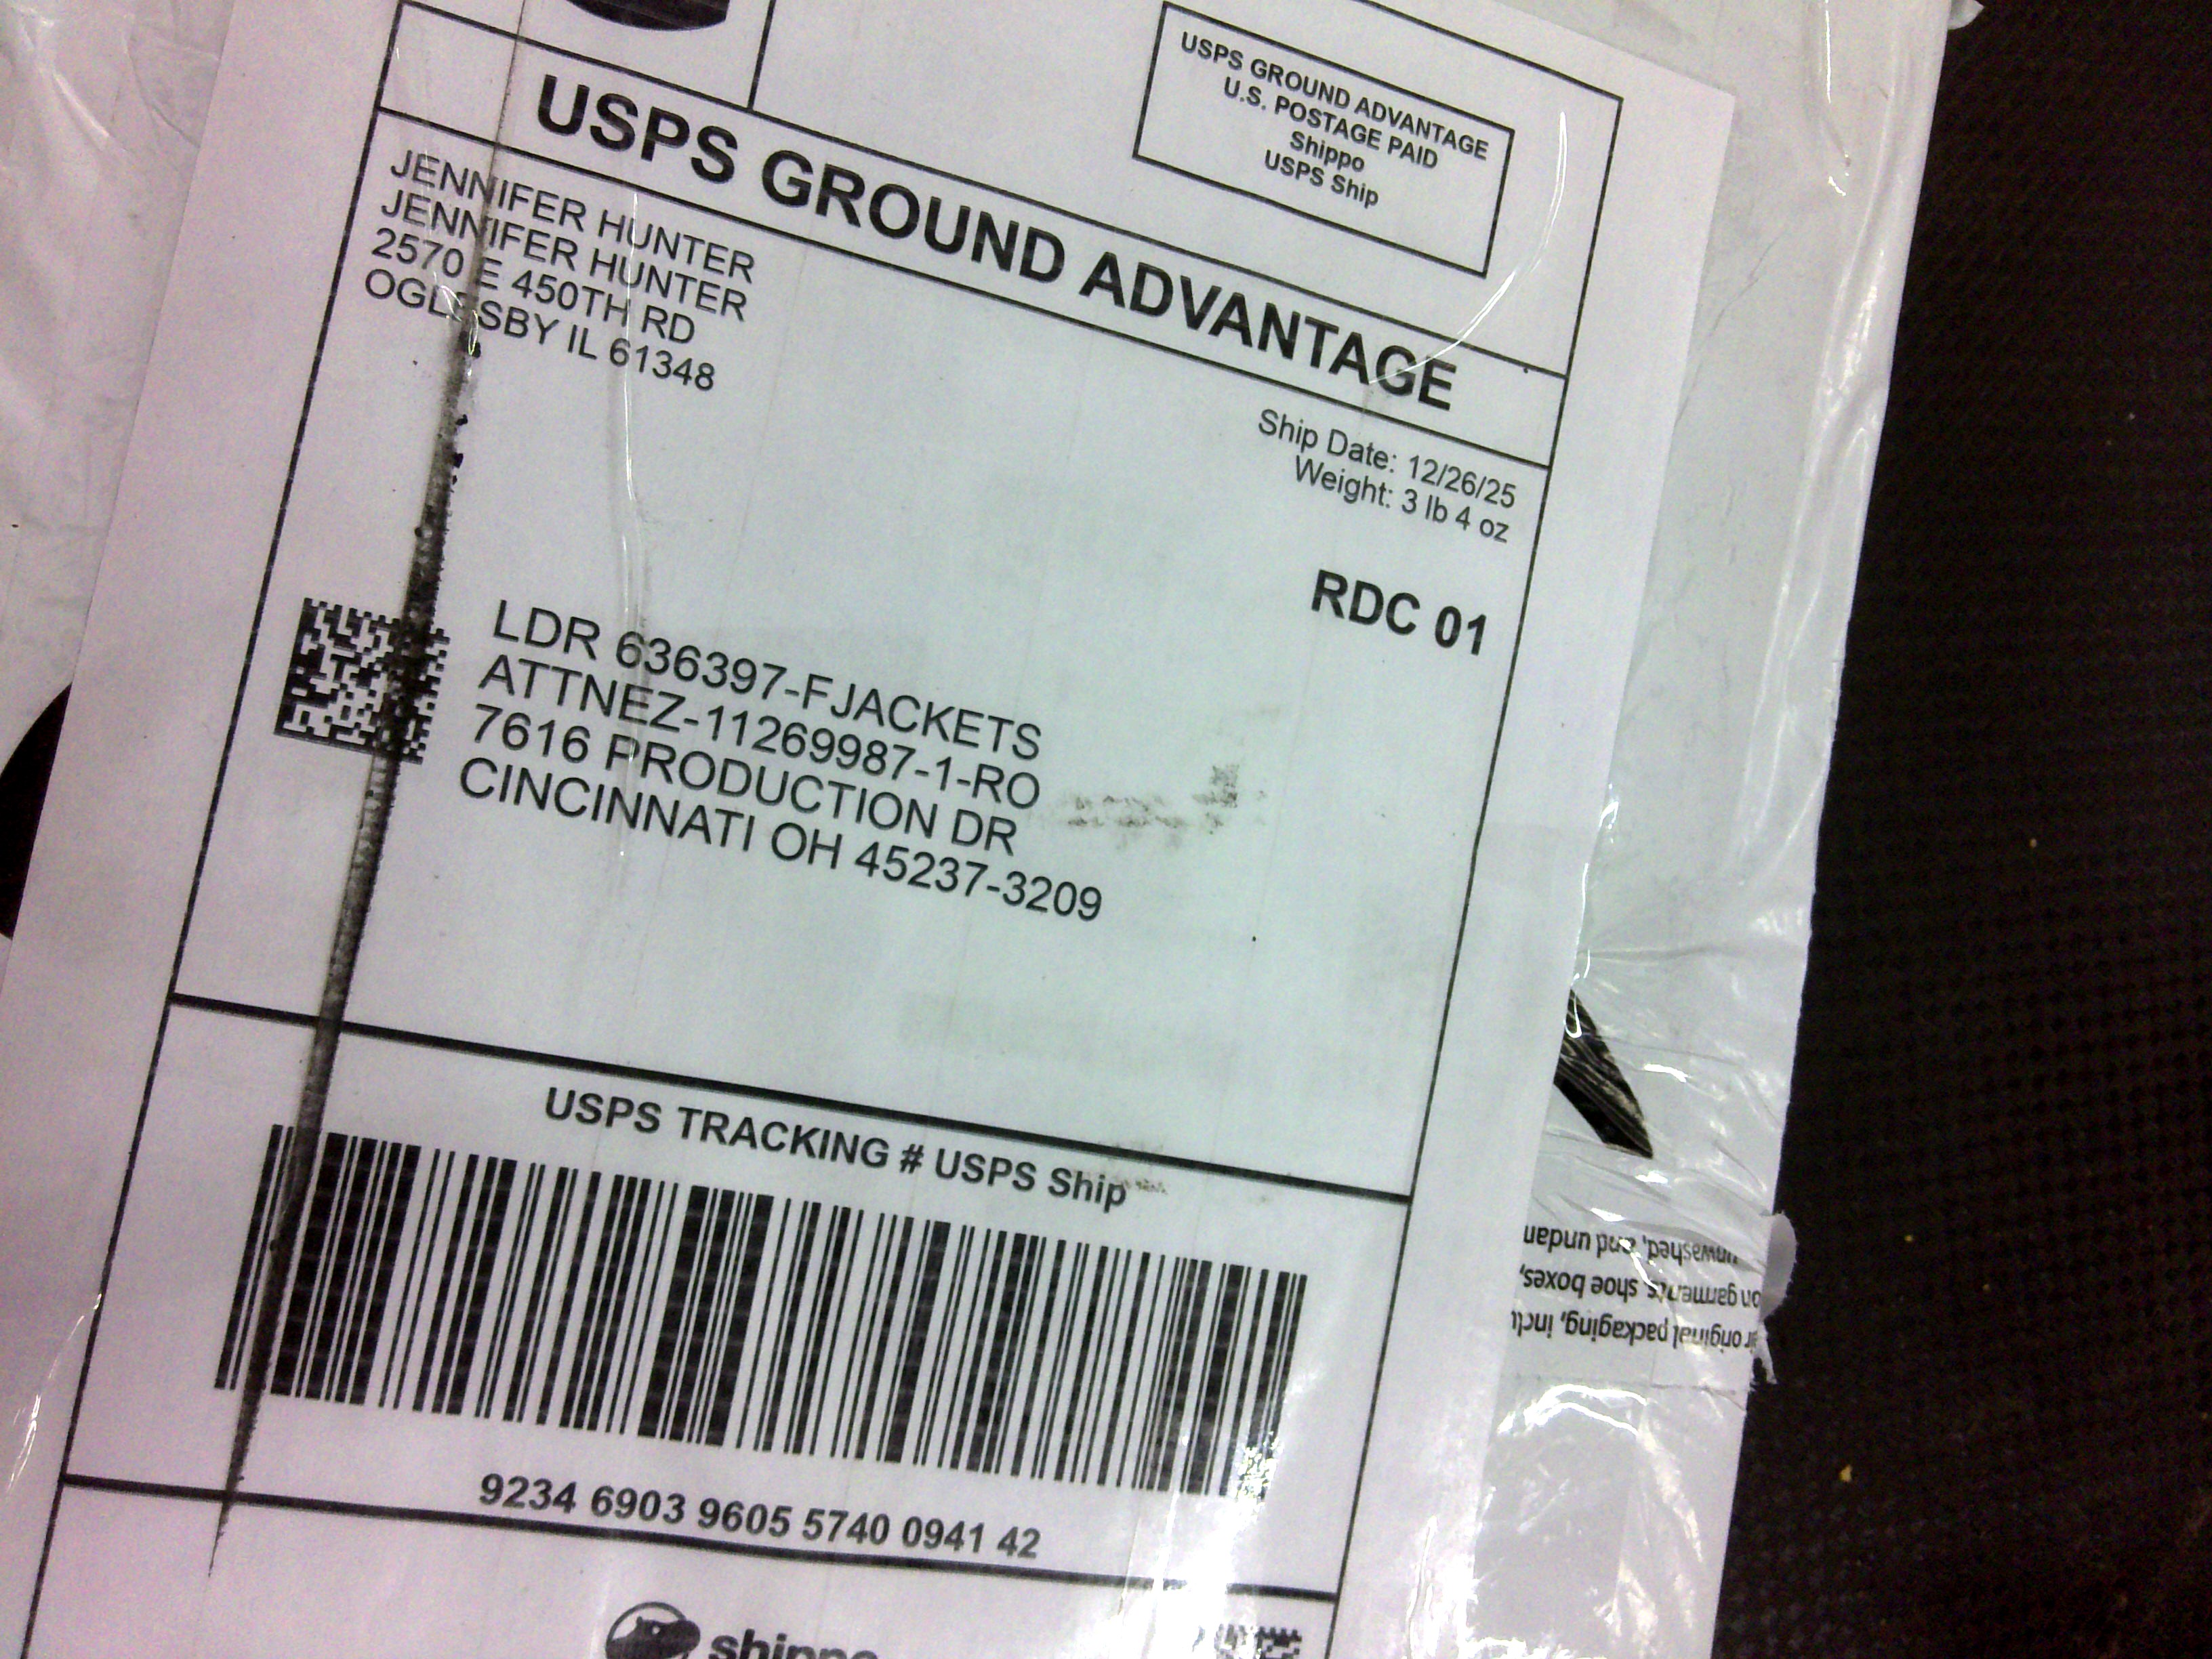 USPS GROUND ADVANTAGE
U.S. POSTAGE PAID
Shippo
USPS Ship
USPS GROUND ADVANTAGE
JENNIFER HUNTER
JENNIFER HUNTER
2570 E 450TH RD
OGLESBY IL 61348
Ship Date: 12/26/25
Weight: 3 lb 4 oz
RDC 01
LDR 636397-FJACKETS
ATTNEZ-11269987-1-RO
7616 PRODUCTION DR
CINCINNATI OH 45237-3209
USPS TRACKING # USPS Ship
9234 6903 9605 5740 0941 42
shippo
original packaging, inclu
on garments, shoe boxes,
unwashed, and undam